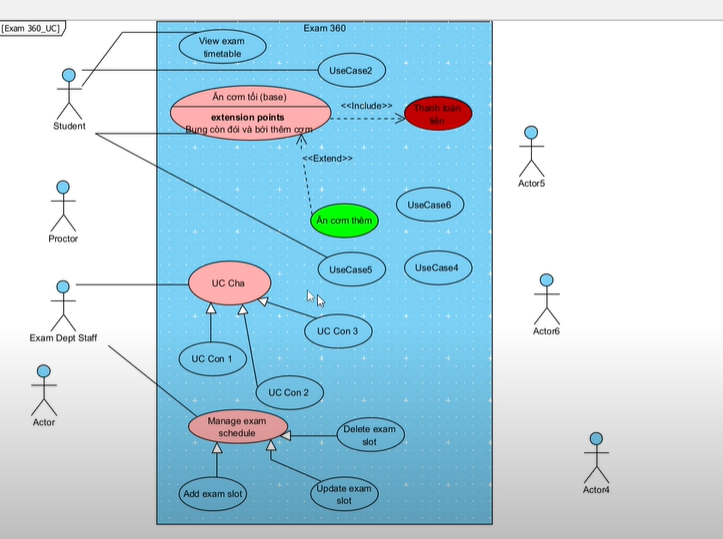 [Exam 360_UC]
Exam 360
View exam
timetable
UseCase2
Student
Ăn cơm tối (base)
extension points
Bụng còn đói và bới thêm cơm
<<Include>>
Thanh toán
tiền
<<Extend>>
Ăn cơm thêm
UseCase6
Actor5
Proctor
UseCase5
UseCase4
UC Cha
UC Con 3
Exam Dept Staff
Actor6
UC Con 1
UC Con 2
Actor
Manage exam
schedule
Delete exam
slot
Add exam slot
Update exam
slot
Actor4